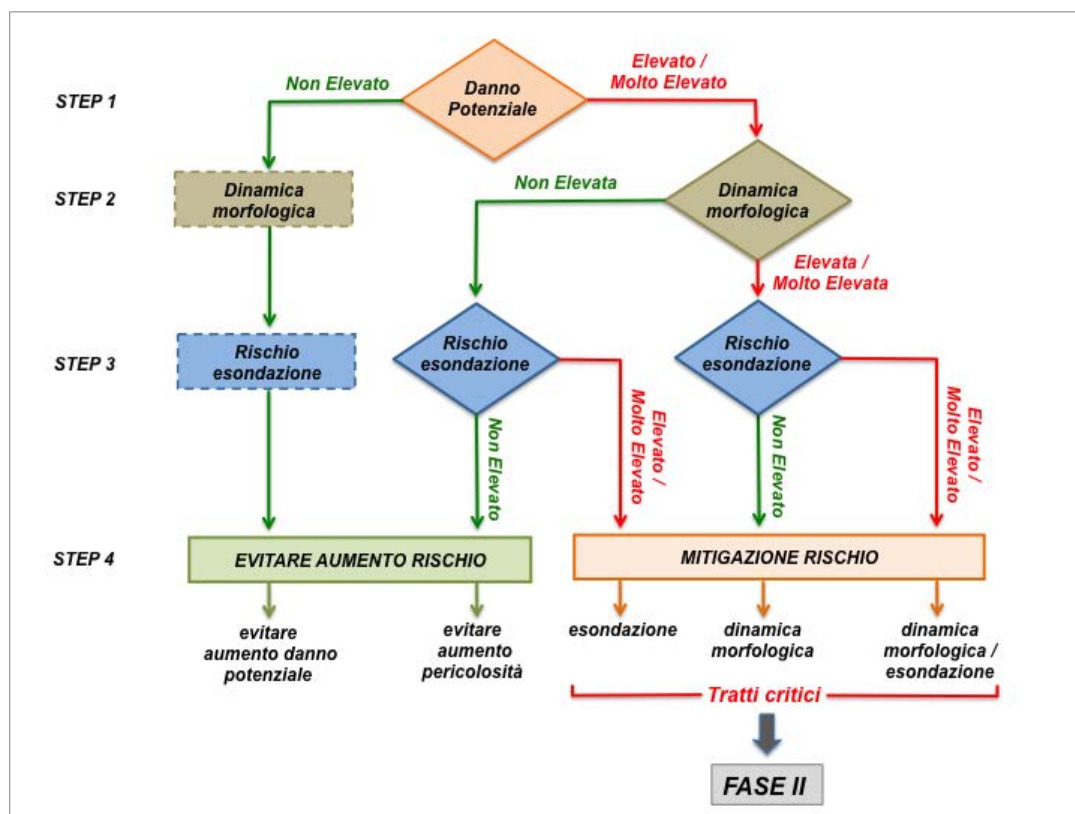 STEP 1
Non Elevato
Danno
Potenziale
Elevato /
Molto Elevato
STEP 2
Dinamica
morfologica
Non Elevata
Dinamica
morfologica
Elevata /
Molto Elevata
STEP 3
Rischio
esondazione
Rischio
esondazione
Rischio
esondazione
Non Elevato
Elevato /
Molto Elevato
Non Elevato
Elevato /
Molto Elevato
STEP 4
EVITARE AUMENTO RISCHIO
MITIGAZIONE RISCHIO
evitare
aumento danno
potenziale
evitare
aumento
pericolosità
esondazione
dinamica
morfologica
dinamica
morfologica /
esondazione
Tratti critici
FASE II